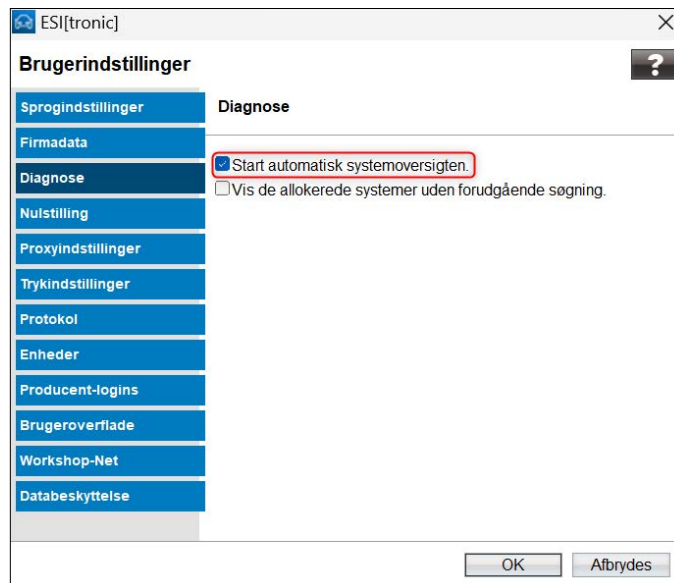 ESI[tronic]
Brugerindstillinger
?
Sprogindstillinger
Firmadata
Diagnose
Nulstilling
Proxyindstillinger
Trykindstillinger
Protokol
Enheder
Producent-logins
Brugeroverflade
Workshop-Net
Databeskyttelse
Diagnose
Start automatisk systemoversigten.
Vis de allokerede systemer uden forudgående søgning.
OK
Afbrydes